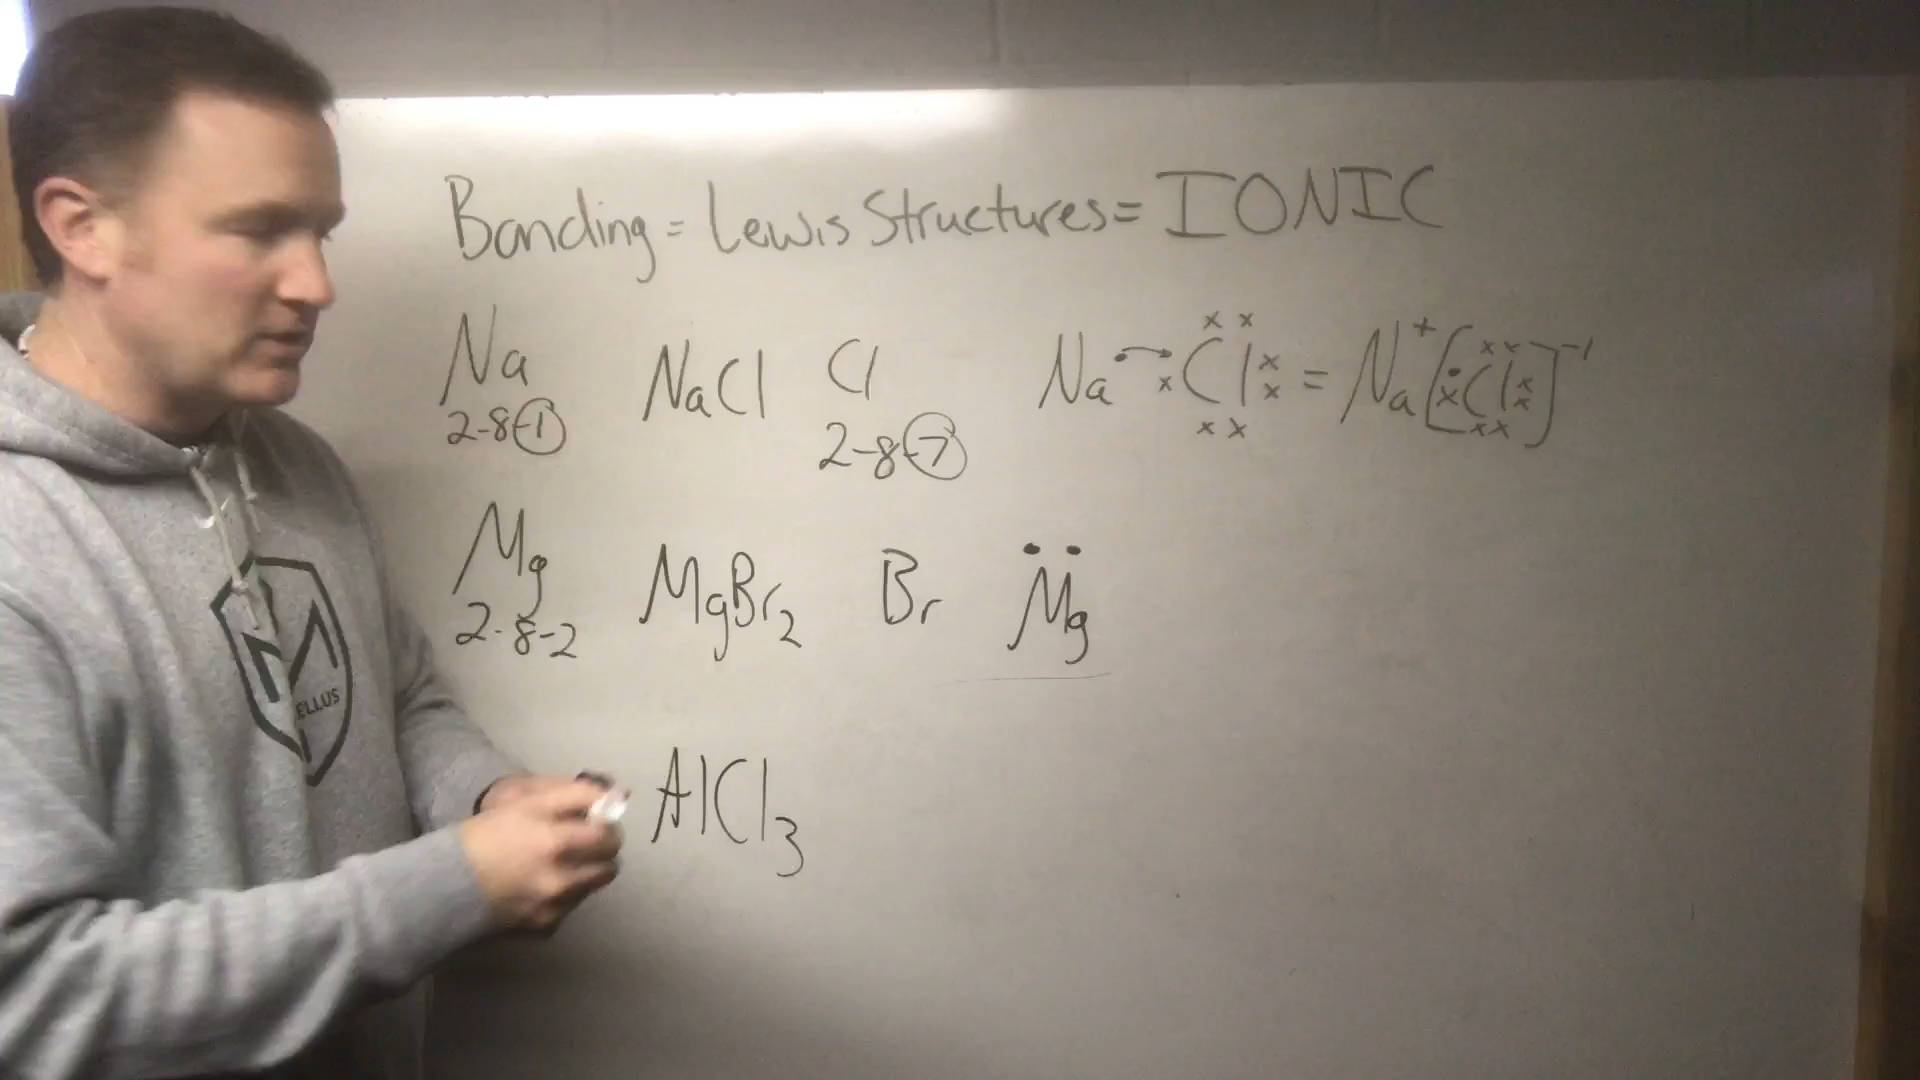 Bonding = Lewis Structures = IONIC
Na NaCl Cl Na • x Cl x x x x x x = Na + [ • x Cl x x x x x x ] -1
2-8-1 2-8-7
Mg MgBr2 Br •• Mg
2-8-2
AlCl3
M
ELLUS